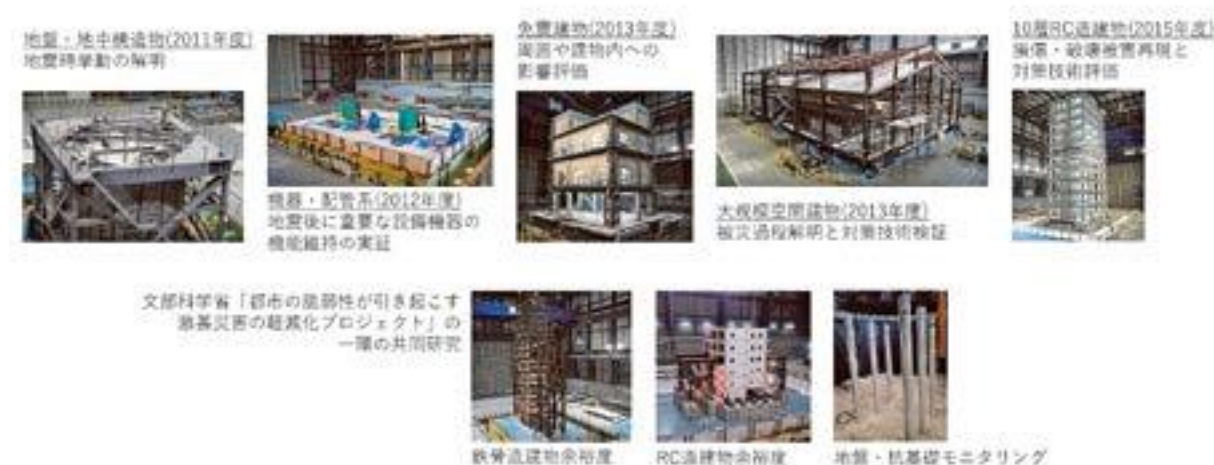 地盤・地中構造物(2011年度)
地震時挙動の解明
機器・配管系(2012年度)
地震後に重要な設備機器の
機能維持の実証
免震建物(2013年度)
周囲や建物内への
影響評価
大規模空間建物(2013年度)
被災過程解明と対策技術検証
10層RC造建物(2015年度)
損傷・破壊被害再現と
対策技術評価
文部科学省「都市の脆弱性が引き起こす
激甚災害の軽減化プロジェクト」の
一環の共同研究
鉄骨造建物余裕度
RC造建物余裕度
地盤・杭基礎モニタリング